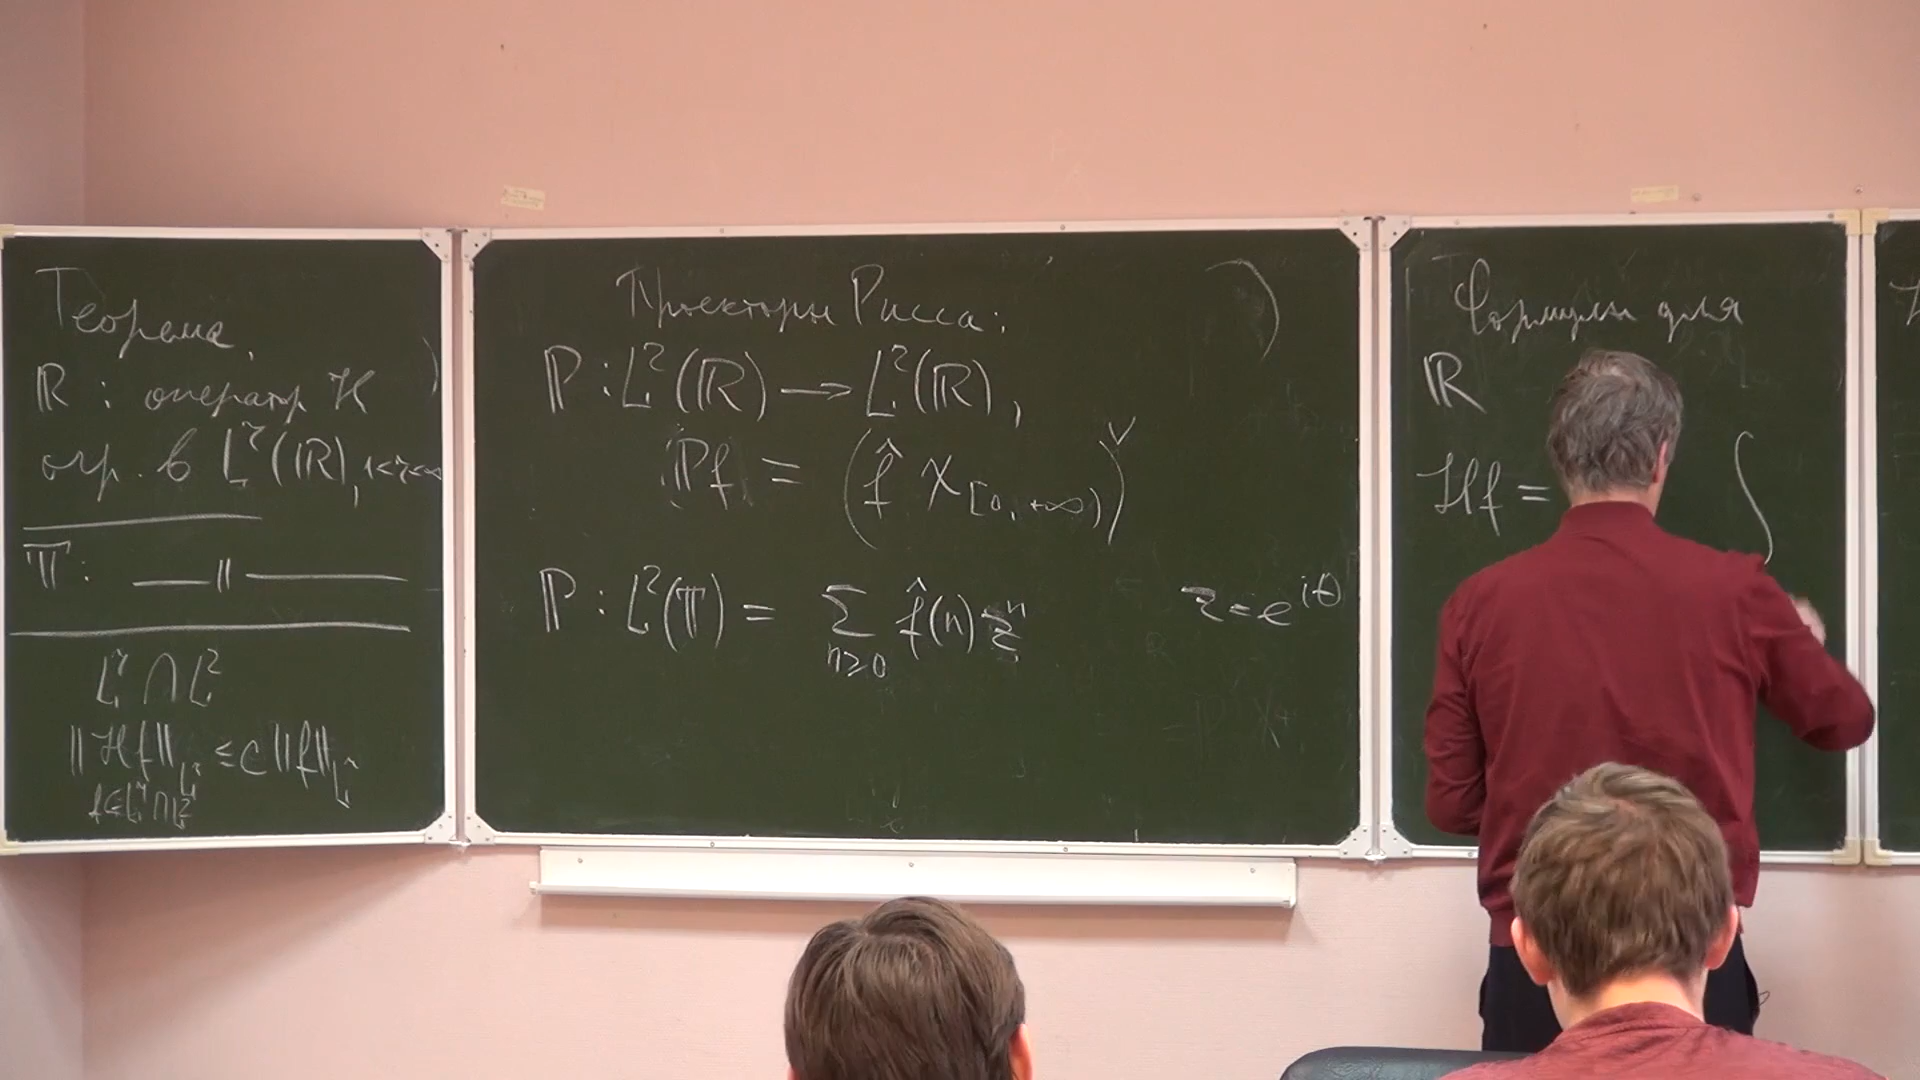 Теорема.
ℝ : оператор H
огр. в L^r(ℝ), 1<r<∞
𝕋: —— || ——
L^r ∩ L^2
||Hf||_{L^r} ≤ c||f||_{L^r}
f∈L^r∩L^2
Проекторы Рисса:
ℙ : L^2(ℝ) → L^2(ℝ),
ℙf = (f̂ χ_{[0,+∞)})^∨
ℙ : L^2(𝕋) = ∑_{n≥0} f̂(n) z^n z = e^{iθ}
Формулы для
ℝ
Hf = ∫